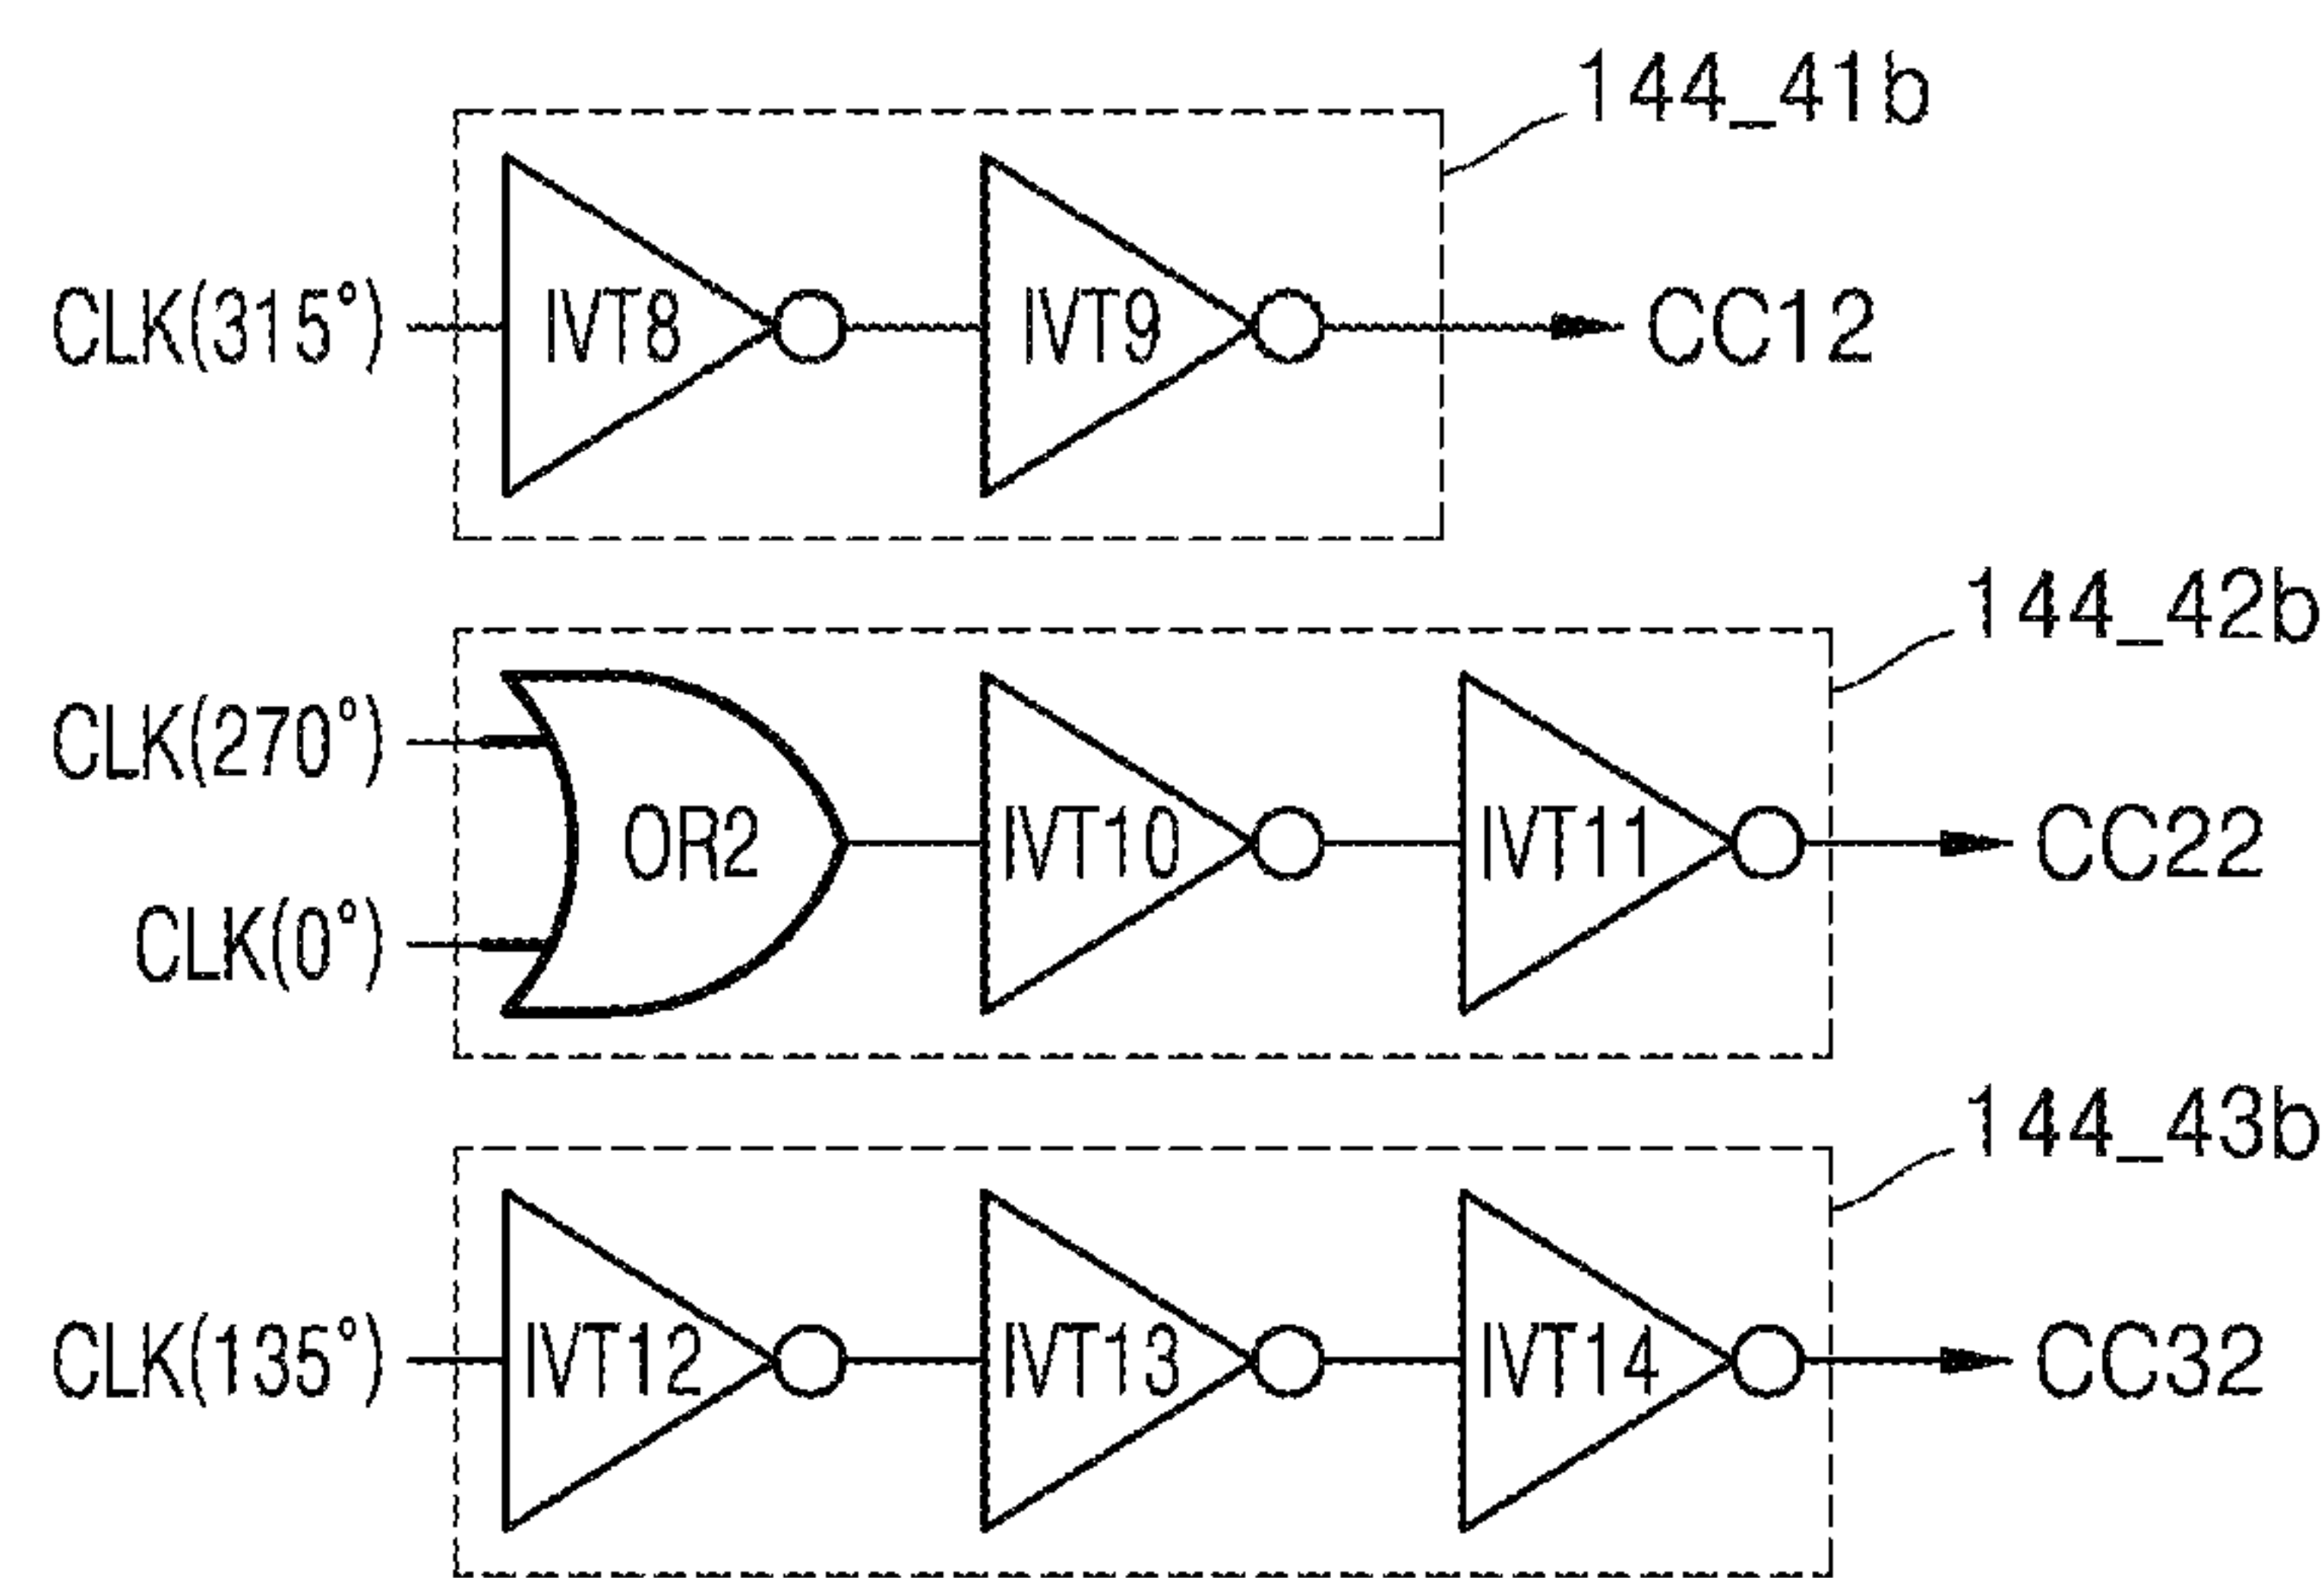 144_41b
CLK(315°)
IVT8
IVT9
CC12
144_42b
CLK(270°)
CLK(0°)
OR2
IVT10
IVT11
CC22
144_43b
CLK(135°)
IVT12
IVT13
IVT14
CC32